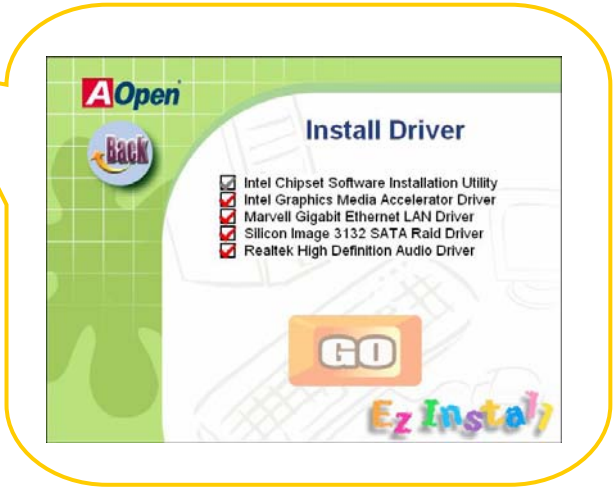 AOpen
Back
Install Driver
Intel Chipset Software Installation Utility
Intel Graphics Media Accelerator Driver
Marvell Gigabit Ethernet LAN Driver
Silicon Image 3132 SATA Raid Driver
Realtek High Definition Audio Driver
GO
Ez Install